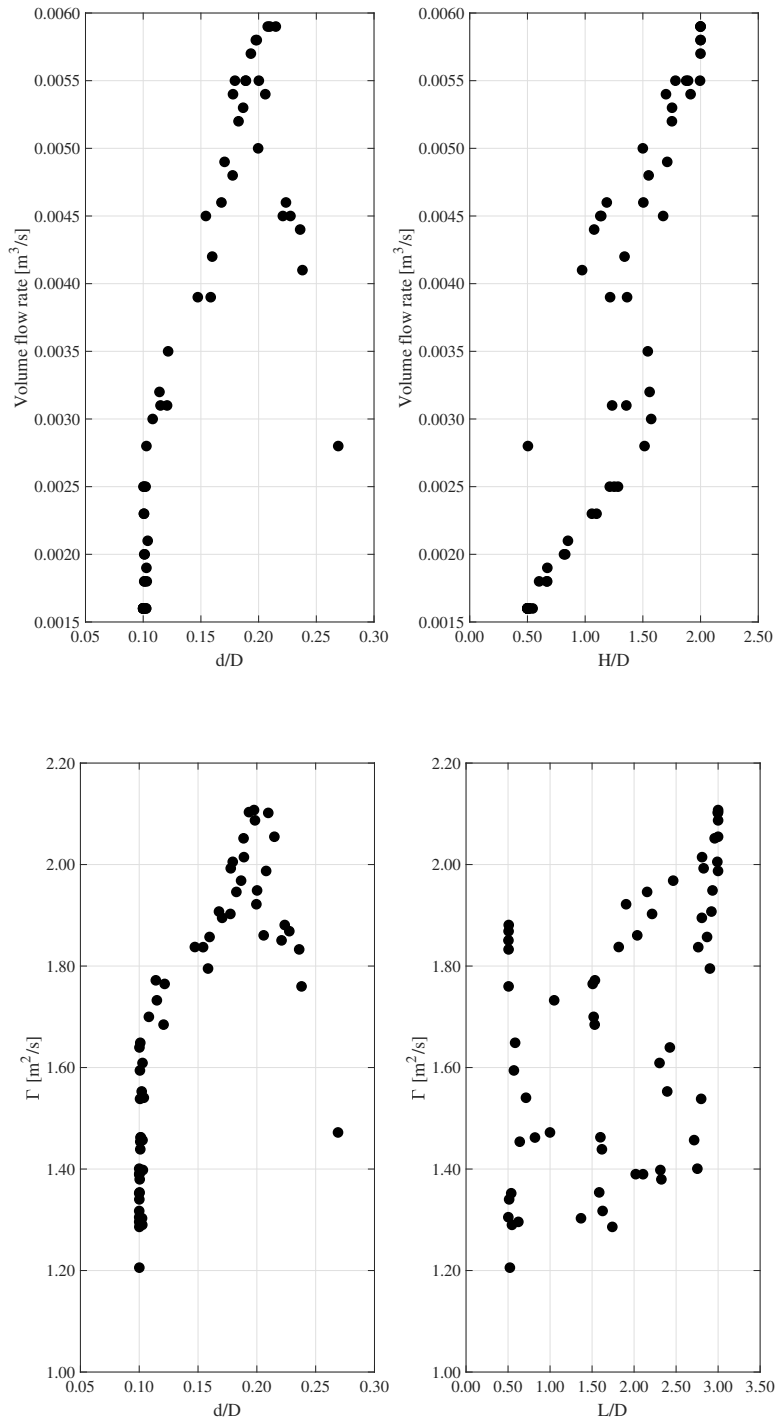 0.0060
0.0055
0.0050
0.0045
0.0040
0.0035
0.0030
0.0025
0.0020
0.0015
Volume flow rate [m³/s]
0.05 0.10 0.15 0.20 0.25 0.30
d/D
0.0060
0.0055
0.0050
0.0045
0.0040
0.0035
0.0030
0.0025
0.0020
0.0015
Volume flow rate [m³/s]
0.00 0.50 1.00 1.50 2.00 2.50
H/D
2.20
2.00
1.80
1.60
1.40
1.20
1.00
Γ [m²/s]
0.05 0.10 0.15 0.20 0.25 0.30
d/D
2.20
2.00
1.80
1.60
1.40
1.20
1.00
Γ [m²/s]
0.00 0.50 1.00 1.50 2.00 2.50 3.00 3.50
L/D